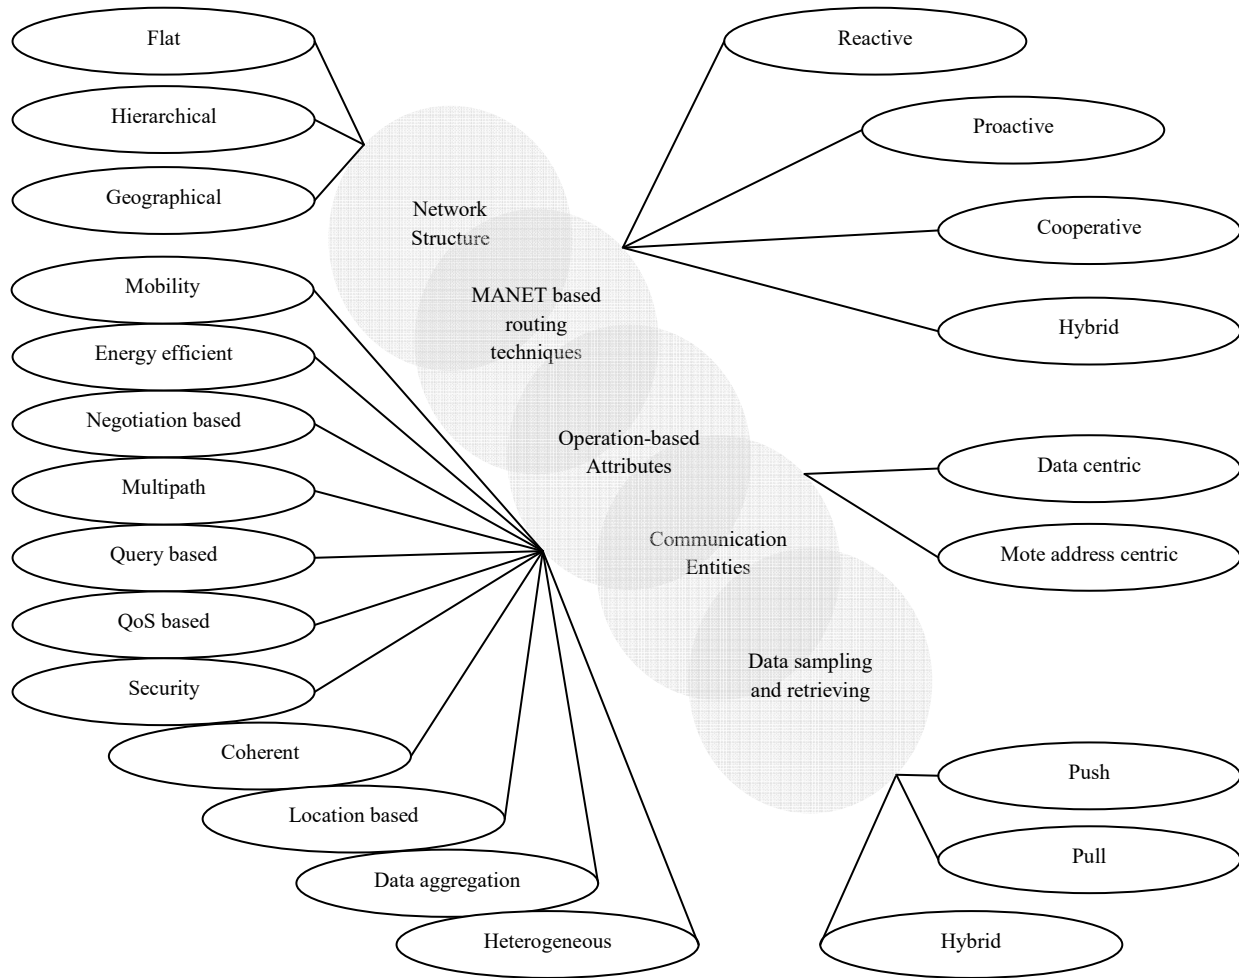 Flat
Hierarchical
Geographical
Mobility
Energy efficient
Negotiation based
Multipath
Query based
QoS based
Security
Coherent
Location based
Data aggregation
Heterogeneous
Network
Structure
MANET based
routing
techniques
Operation-based
Attributes
Communication
Entities
Data sampling
and retrieving
Reactive
Proactive
Cooperative
Hybrid
Data centric
Mote address centric
Push
Pull
Hybrid